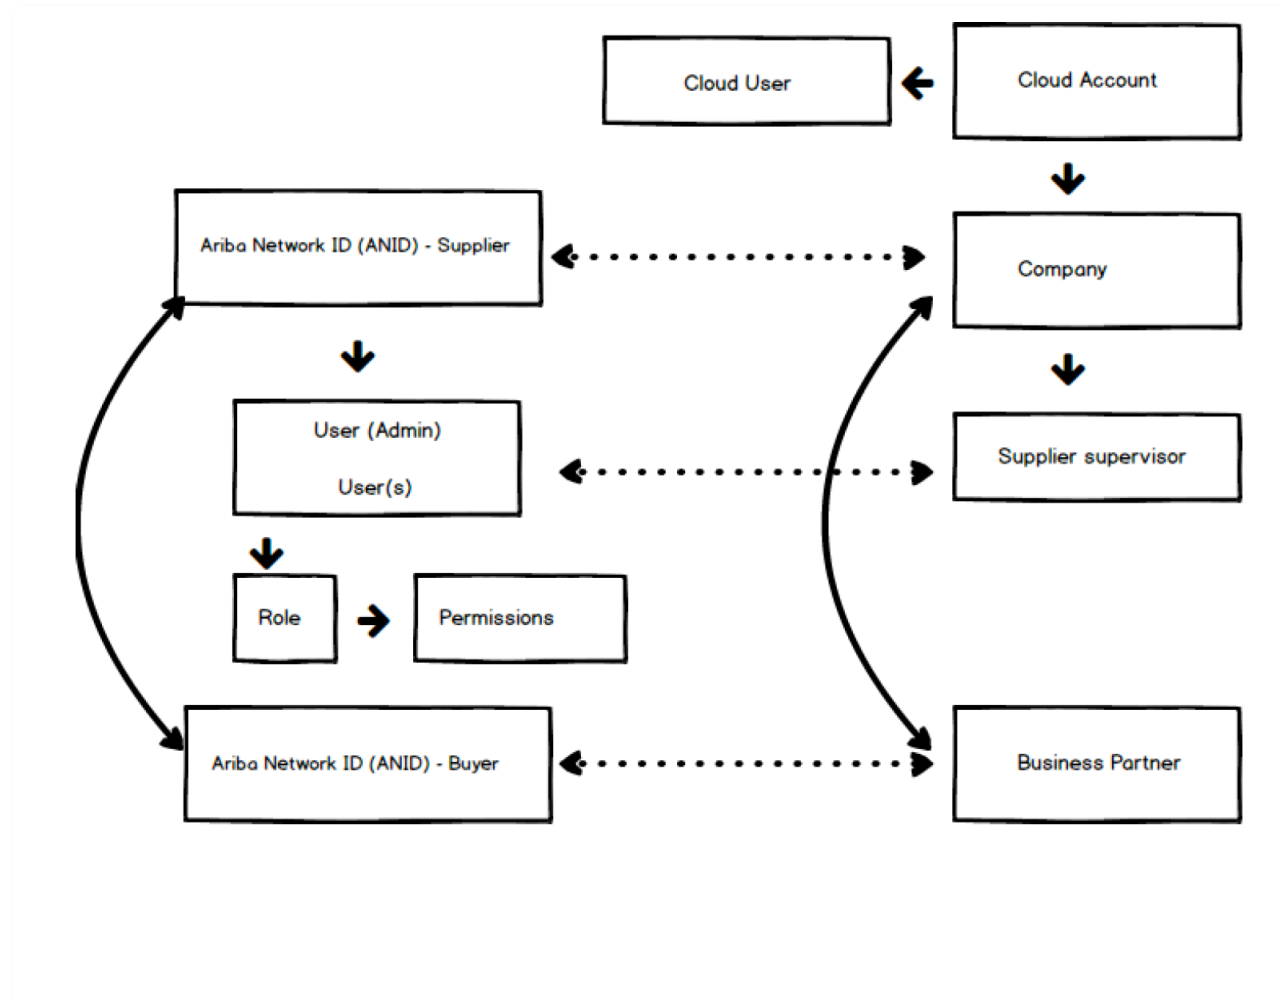 Cloud User
Cloud Account
Ariba Network ID (ANID) - Supplier
Company
User (Admin)
User(s)
Supplier supervisor
Role
Permissions
Ariba Network ID (ANID) - Buyer
Business Partner